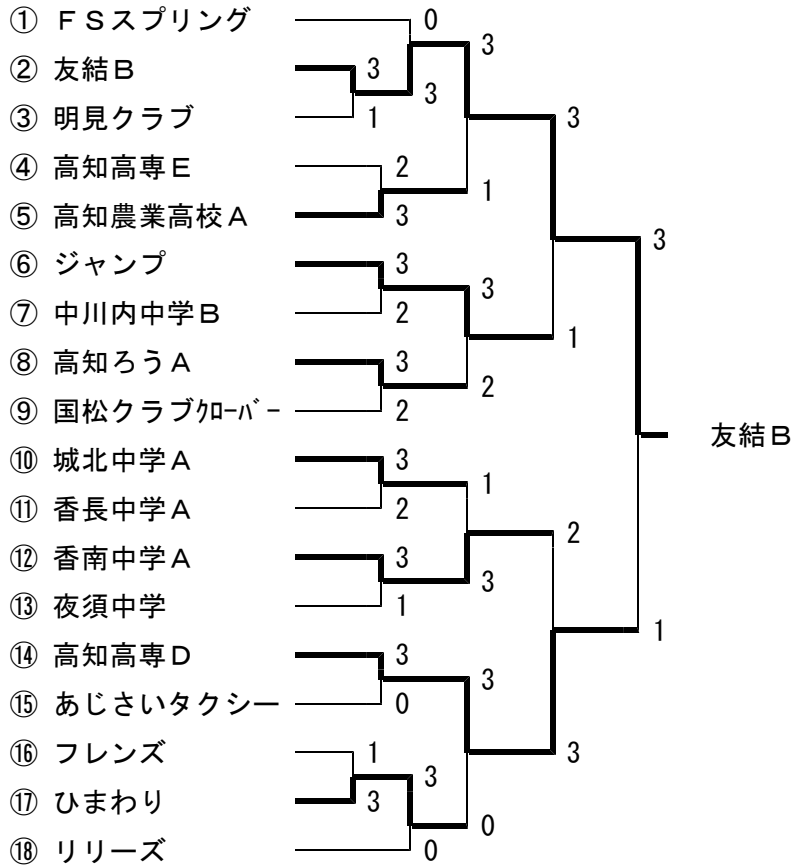 ① ＦＳスプリング 0
3
② 友結Ｂ 3
3
③ 明見クラブ 1
3
④ 高知高専Ｅ 2
1
⑤ 高知農業高校Ａ 3
3
⑥ ジャンプ 3
3
⑦ 中川内中学Ｂ 2
1
⑧ 高知ろうＡ 3
2
⑨ 国松クラブｸﾛｰﾊﾞｰ 2
友結Ｂ
⑩ 城北中学Ａ 3
1
⑪ 香長中学Ａ 2
2
⑫ 香南中学Ａ 3
3
⑬ 夜須中学 1
1
⑭ 高知高専Ｄ 3
3
⑮ あじさいタクシー 0
⑯ フレンズ 1
3
3
⑰ ひまわり 3
0
⑱ リリーズ 0